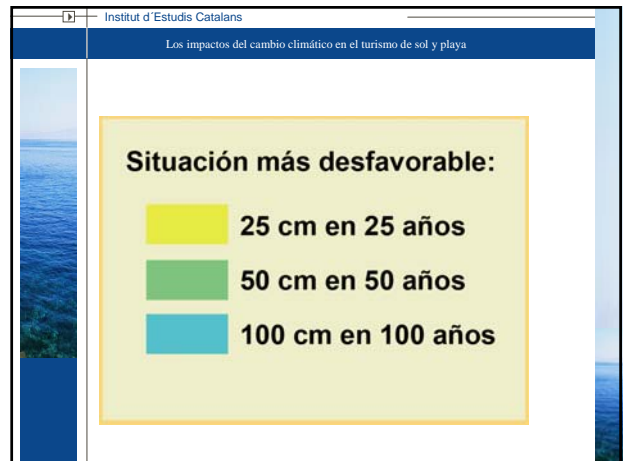 Institut d´Estudis Catalans
Los impactos del cambio climático en el turismo de sol y playa
Situación más desfavorable:
25 cm en 25 años
50 cm en 50 años
100 cm en 100 años